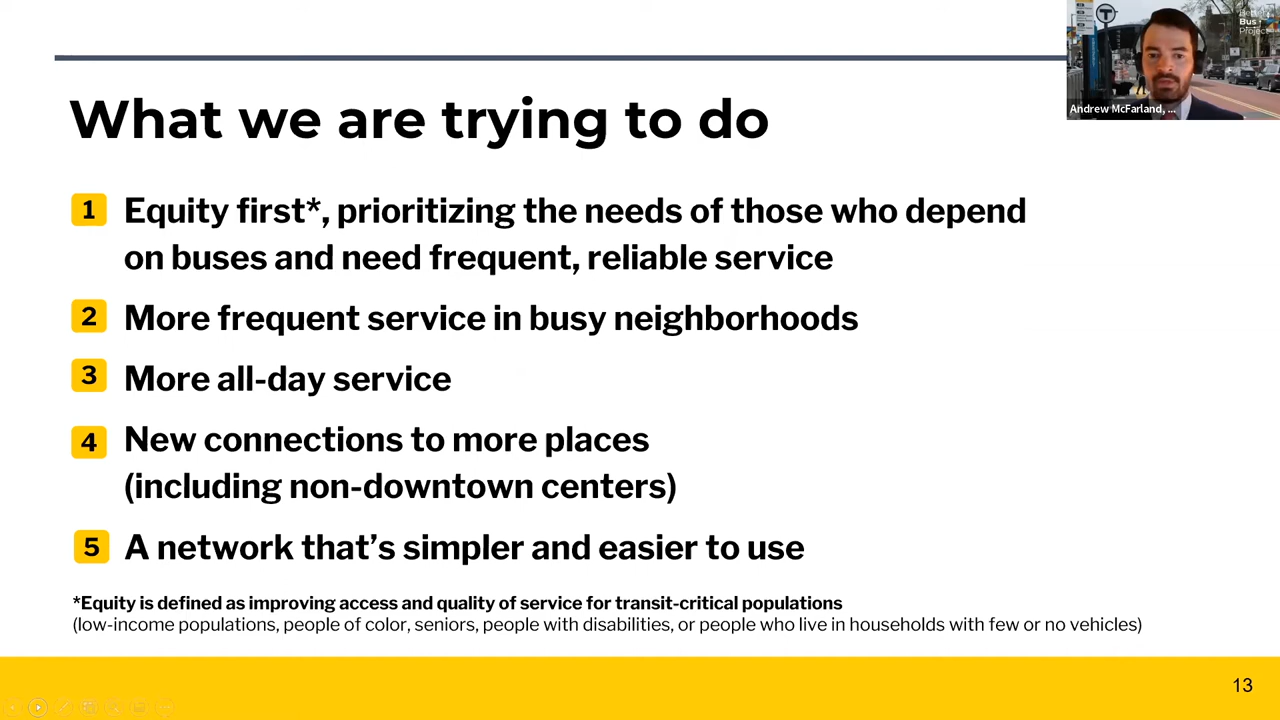 What we are trying to do
1 Equity first*, prioritizing the needs of those who depend
on buses and need frequent, reliable service
2 More frequent service in busy neighborhoods
3 More all-day service
4 New connections to more places
(including non-downtown centers)
5 A network that's simpler and easier to use
*Equity is defined as improving access and quality of service for transit-critical populations
(low-income populations, people of color, seniors, people with disabilities, or people who live in households with few or no vehicles)
13
T
Bus
Project
Andrew McFarland, ...